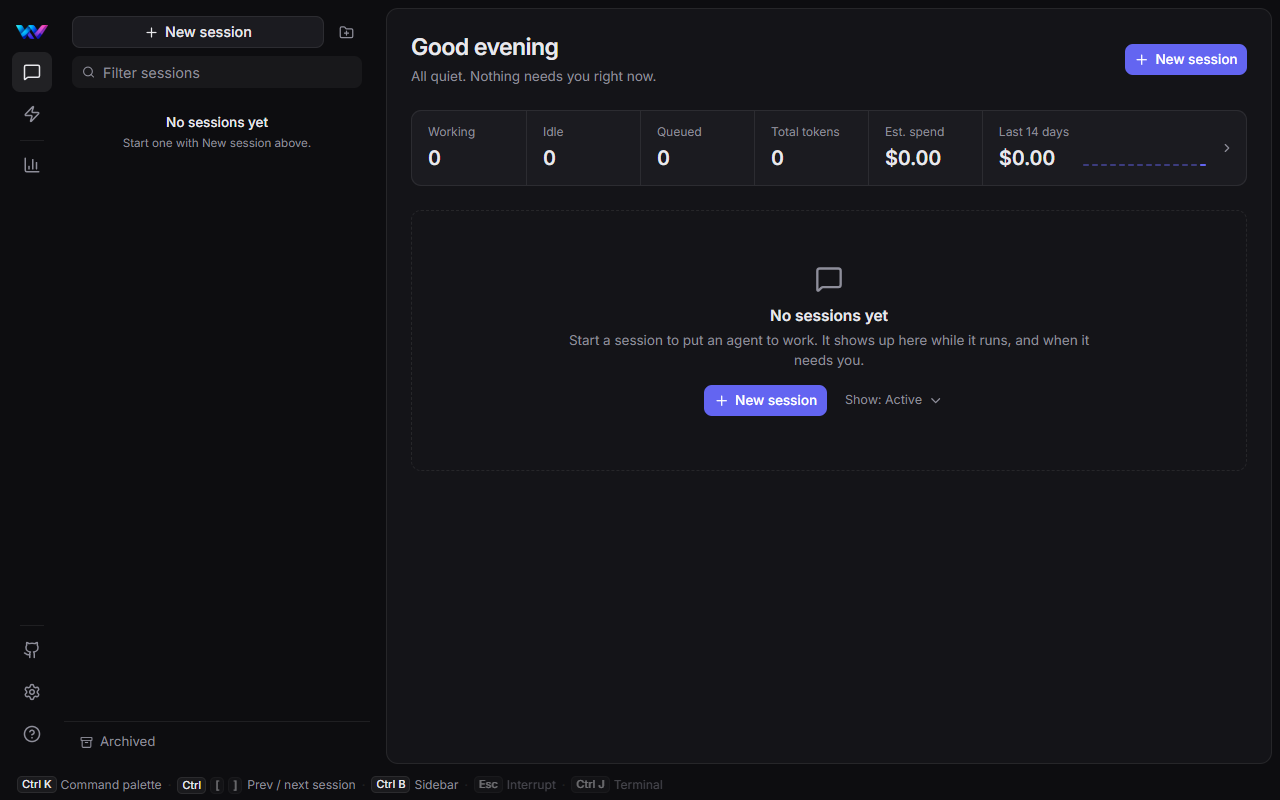 New session
Filter sessions
No sessions yet
Start one with New session above.
Archived
Good evening
All quiet. Nothing needs you right now.
New session
Working
0
Idle
0
Queued
0
Total tokens
0
Est. spend
$0.00
Last 14 days
$0.00
No sessions yet
Start a session to put an agent to work. It shows up here while it runs, and when it
needs you.
New session
Show: Active
Ctrl K Command palette · Ctrl [ ] Prev / next session · Ctrl B Sidebar · Esc Interrupt · Ctrl J Terminal